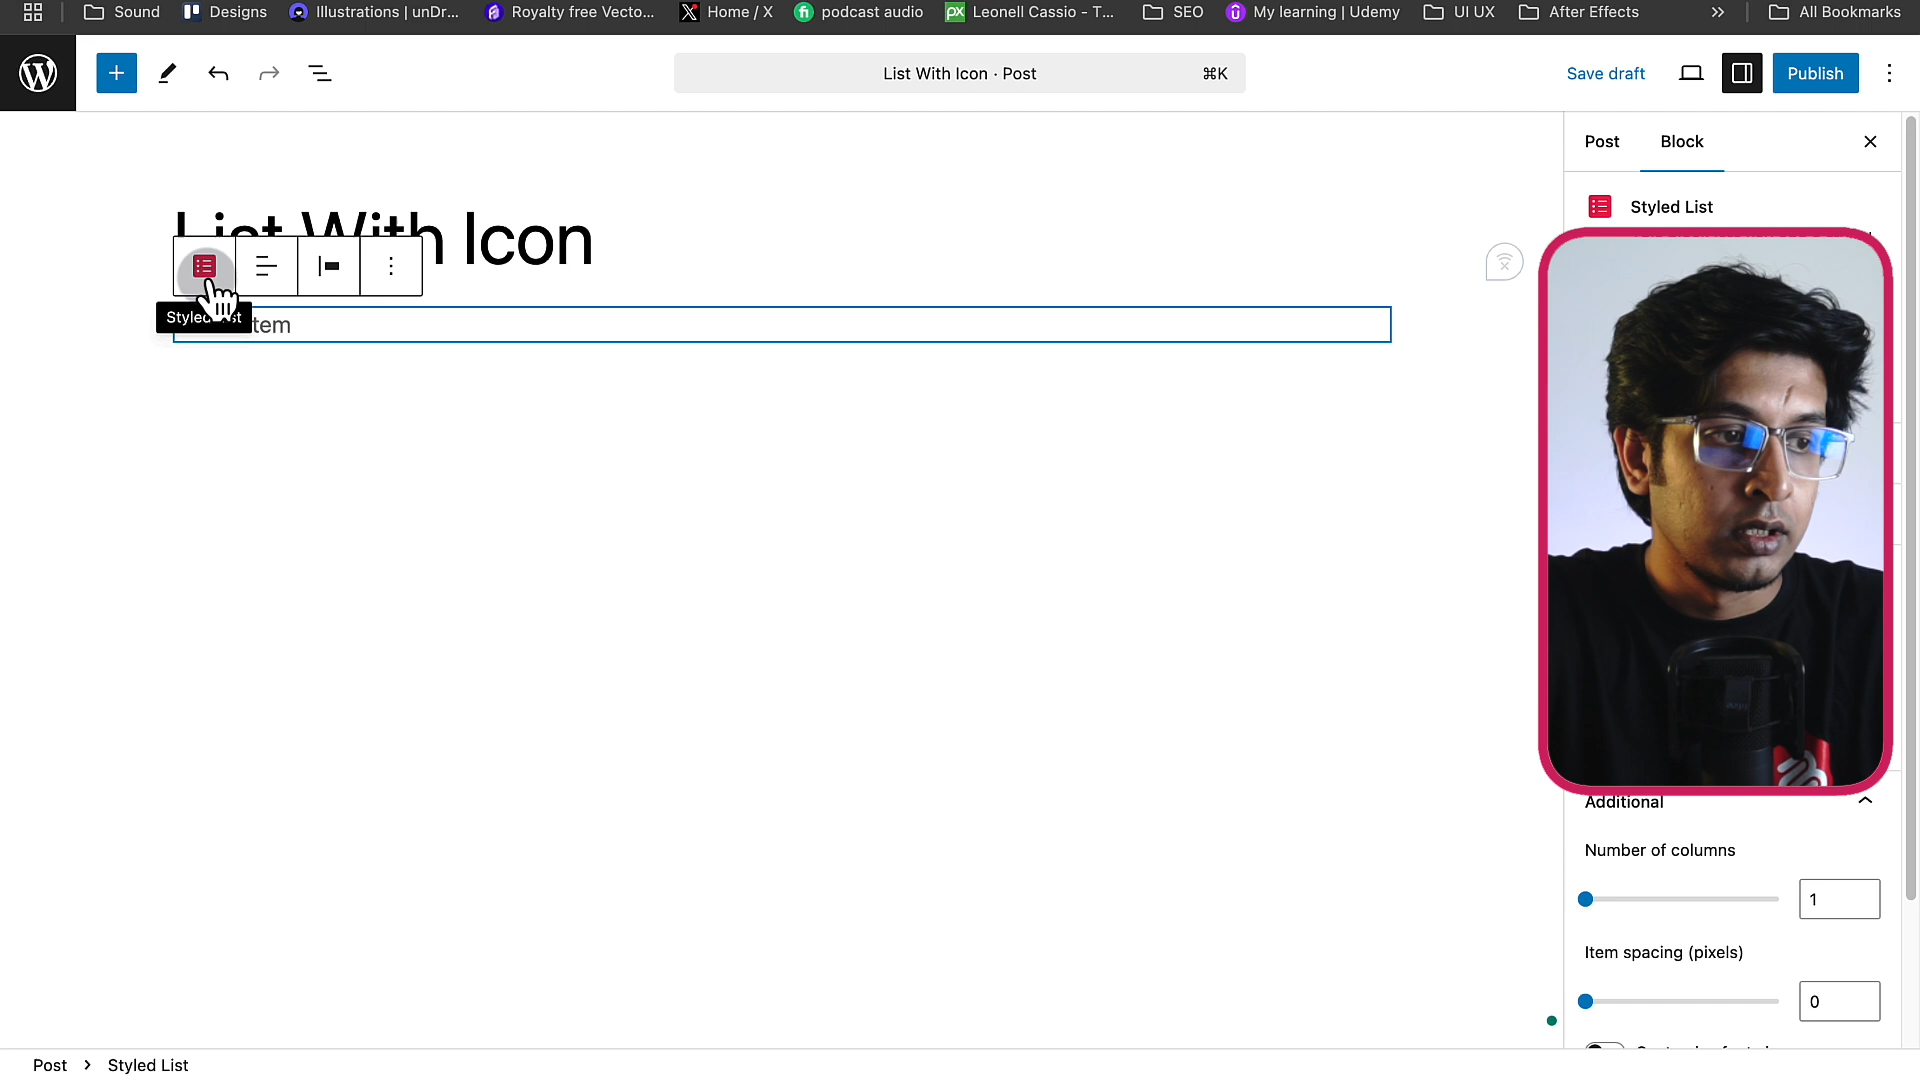 Sound
Designs
Illustrations | unDr...
Royalty free Vecto...
Home / X
podcast audio
Leonell Cassio - T...
SEO
My learning | Udemy
UI UX
After Effects
All Bookmarks
List With Icon · Post
⌘K
Save draft
Publish
Post
Block
Styled List
List With Icon
Post > Styled List
Additional
Number of columns
1
Item spacing (pixels)
0